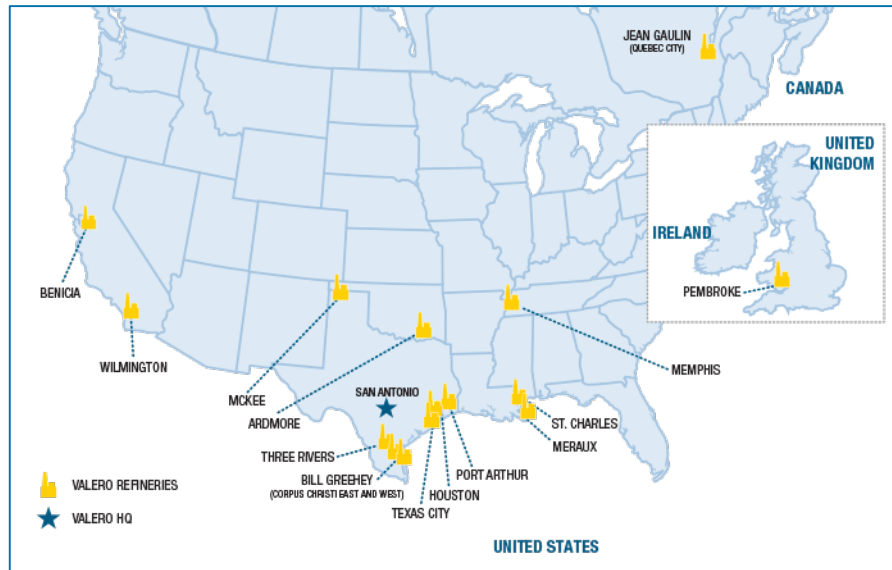 JEAN GAULIN
(QUEBEC CITY)
CANADA
UNITED
KINGDOM
IRELAND
PEMBROKE
BENICIA
WILMINGTON
MCKEE
ARDMORE
MEMPHIS
SAN ANTONIO
ST. CHARLES
MERAUX
THREE RIVERS
PORT ARTHUR
BILL GREEHEY
(CORPUS CHRISTI EAST AND WEST)
HOUSTON
TEXAS CITY
VALERO REFINERIES
VALERO HQ
UNITED STATES